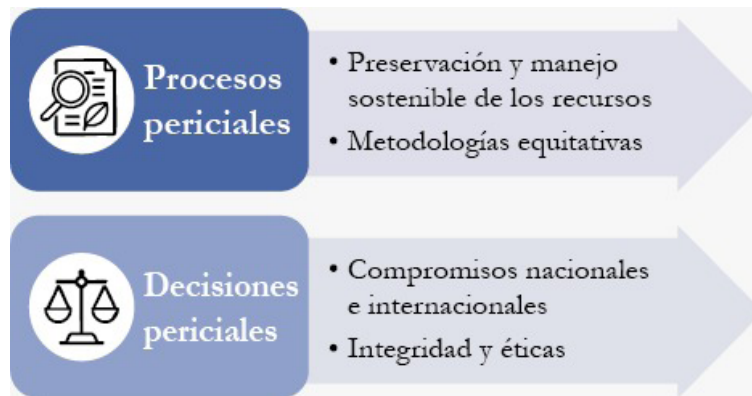 Procesos
periciales
• Preservación y manejo
sostenible de los recursos
• Metodologías equitativas
Decisiones
periciales
• Compromisos nacionales
e internacionales
• Integridad y éticas